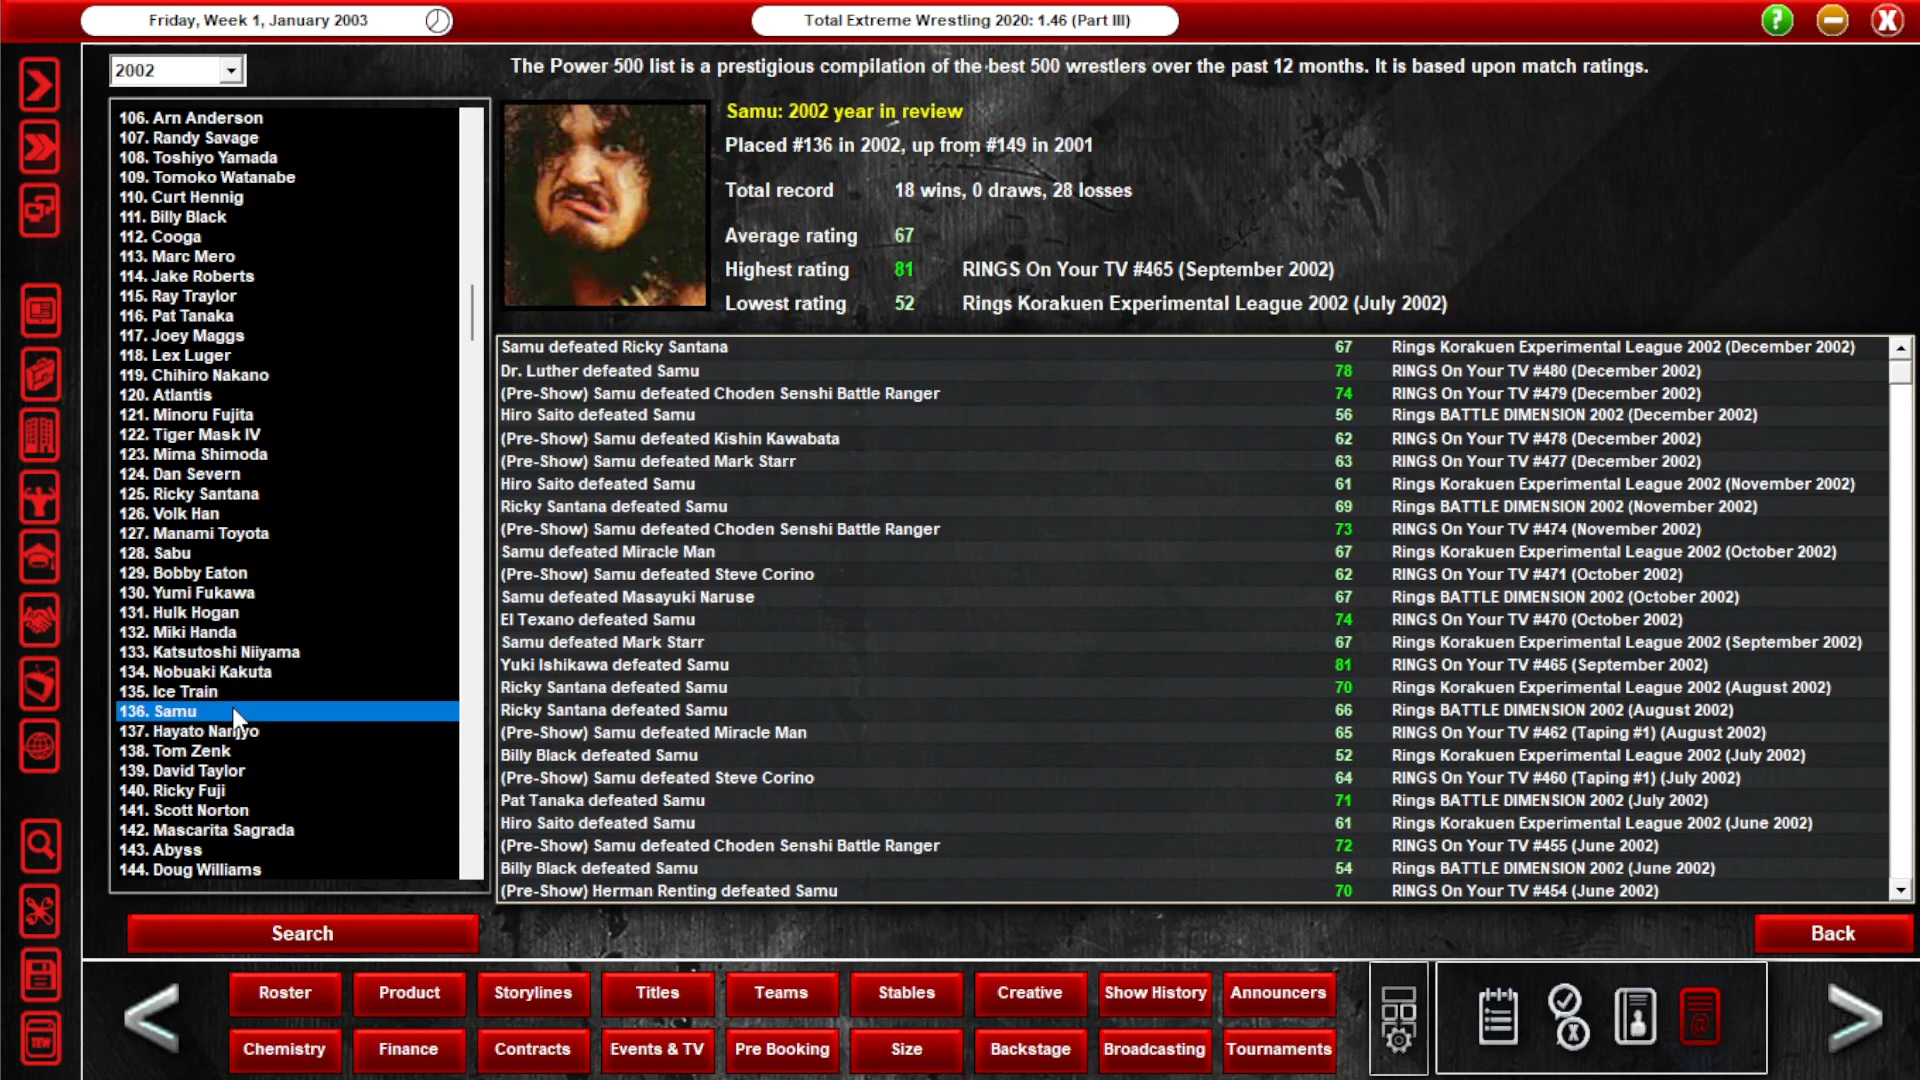 Friday, Week 1, January 2003
Total Extreme Wrestling 2020: 1.46 (Part III)
2002
The Power 500 list is a prestigious compilation of the best 500 wrestlers over the past 12 months. It is based upon match ratings.
106. Arn Anderson
107. Randy Savage
108. Toshiyo Yamada
109. Tomoko Watanabe
110. Curt Hennig
111. Billy Black
112. Cooga
113. Marc Mero
114. Jake Roberts
115. Ray Traylor
116. Pat Tanaka
117. Joey Maggs
118. Lex Luger
119. Chihiro Nakano
120. Atlantis
121. Minoru Fujita
122. Tiger Mask IV
123. Mima Shimoda
124. Dan Severn
125. Ricky Santana
126. Volk Han
127. Manami Toyota
128. Sabu
129. Bobby Eaton
130. Yumi Fukawa
131. Hulk Hogan
132. Miki Handa
133. Katsutoshi Niiyama
134. Nobuaki Kakuta
135. Ice Train
136. Samu
137. Hayato Nanjyo
138. Tom Zenk
139. David Taylor
140. Ricky Fuji
141. Scott Norton
142. Mascarita Sagrada
143. Abyss
144. Doug Williams
Search
Samu: 2002 year in review
Placed #136 in 2002, up from #149 in 2001
Total record 18 wins, 0 draws, 28 losses
Average rating 67
Highest rating 81 RINGS On Your TV #465 (September 2002)
Lowest rating 52 Rings Korakuen Experimental League 2002 (July 2002)
Samu defeated Ricky Santana 67 Rings Korakuen Experimental League 2002 (December 2002)
Dr. Luther defeated Samu 78 RINGS On Your TV #480 (December 2002)
(Pre-Show) Samu defeated Choden Senshi Battle Ranger 74 RINGS On Your TV #479 (December 2002)
Hiro Saito defeated Samu 56 Rings BATTLE DIMENSION 2002 (December 2002)
(Pre-Show) Samu defeated Kishin Kawabata 62 RINGS On Your TV #478 (December 2002)
(Pre-Show) Samu defeated Mark Starr 63 RINGS On Your TV #477 (December 2002)
Hiro Saito defeated Samu 61 Rings Korakuen Experimental League 2002 (November 2002)
Ricky Santana defeated Samu 69 Rings BATTLE DIMENSION 2002 (November 2002)
(Pre-Show) Samu defeated Choden Senshi Battle Ranger 73 RINGS On Your TV #474 (November 2002)
Samu defeated Miracle Man 67 Rings Korakuen Experimental League 2002 (October 2002)
(Pre-Show) Samu defeated Steve Corino 62 RINGS On Your TV #471 (October 2002)
Samu defeated Masayuki Naruse 67 Rings BATTLE DIMENSION 2002 (October 2002)
El Texano defeated Samu 74 RINGS On Your TV #470 (October 2002)
Samu defeated Mark Starr 67 Rings Korakuen Experimental League 2002 (September 2002)
Yuki Ishikawa defeated Samu 81 RINGS On Your TV #465 (September 2002)
Ricky Santana defeated Samu 70 Rings Korakuen Experimental League 2002 (August 2002)
Ricky Santana defeated Samu 66 Rings BATTLE DIMENSION 2002 (August 2002)
(Pre-Show) Samu defeated Miracle Man 65 RINGS On Your TV #462 (Taping #1) (August 2002)
Billy Black defeated Samu 52 Rings Korakuen Experimental League 2002 (July 2002)
(Pre-Show) Samu defeated Steve Corino 64 RINGS On Your TV #460 (Taping #1) (July 2002)
Pat Tanaka defeated Samu 71 Rings BATTLE DIMENSION 2002 (July 2002)
Hiro Saito defeated Samu 61 Rings Korakuen Experimental League 2002 (June 2002)
(Pre-Show) Samu defeated Choden Senshi Battle Ranger 72 RINGS On Your TV #455 (June 2002)
Billy Black defeated Samu 54 Rings BATTLE DIMENSION 2002 (June 2002)
(Pre-Show) Herman Renting defeated Samu 70 RINGS On Your TV #454 (June 2002)
Back
Roster Product Storylines Titles Teams Stables Creative Show History Announcers
Chemistry Finance Contracts Events & TV Pre Booking Size Backstage Broadcasting Tournaments
TEW